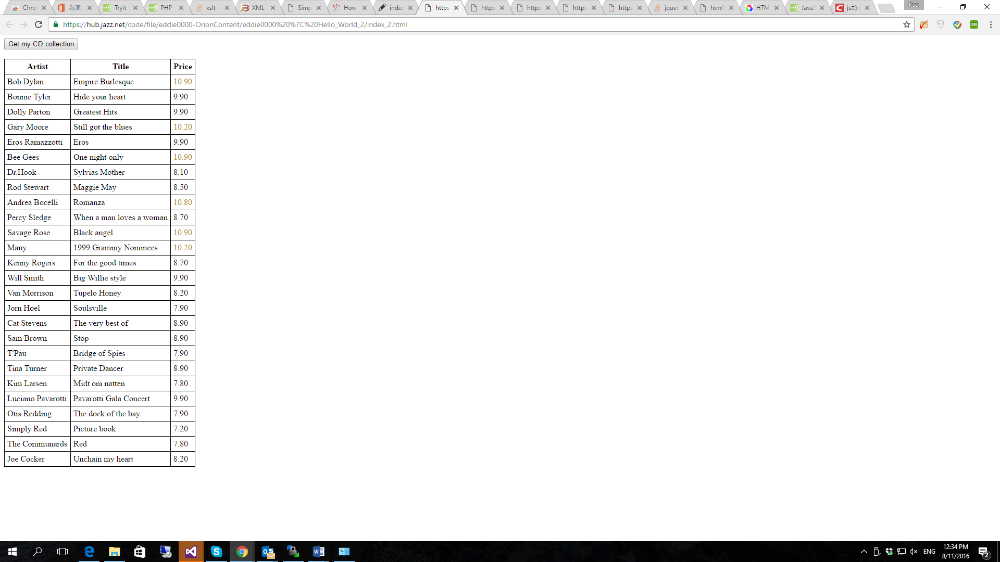 Chro
為某
Tryit
PHP
xslt -
XML
Simp
How
index
https
https
https
https
https
jquer
html
HTM
JavaS
js动
Kuo
https://hub.jazz.net/code/file/eddie0000-OrionContent/eddie0000%20%7C%20Hello_World_2/index_2.html
CORS
Get my CD collection
Artist Title Price
Bob Dylan Empire Burlesque 10.90
Bonnie Tyler Hide your heart 9.90
Dolly Parton Greatest Hits 9.90
Gary Moore Still got the blues 10.20
Eros Ramazzotti Eros 9.90
Bee Gees One night only 10.90
Dr.Hook Sylvias Mother 8.10
Rod Stewart Maggie May 8.50
Andrea Bocelli Romanza 10.80
Percy Sledge When a man loves a woman 8.70
Savage Rose Black angel 10.90
Many 1999 Grammy Nominees 10.20
Kenny Rogers For the good times 8.70
Will Smith Big Willie style 9.90
Van Morrison Tupelo Honey 8.20
Jorn Hoel Soulsville 7.90
Cat Stevens The very best of 8.90
Sam Brown Stop 8.90
T'Pau Bridge of Spies 7.90
Tina Turner Private Dancer 8.90
Kim Larsen Midt om natten 7.80
Luciano Pavarotti Pavarotti Gala Concert 9.90
Otis Redding The dock of the bay 7.90
Simply Red Picture book 7.20
The Communards Red 7.80
Joe Cocker Unchain my heart 8.20
ENG
12:34 PM
8/11/2016
2